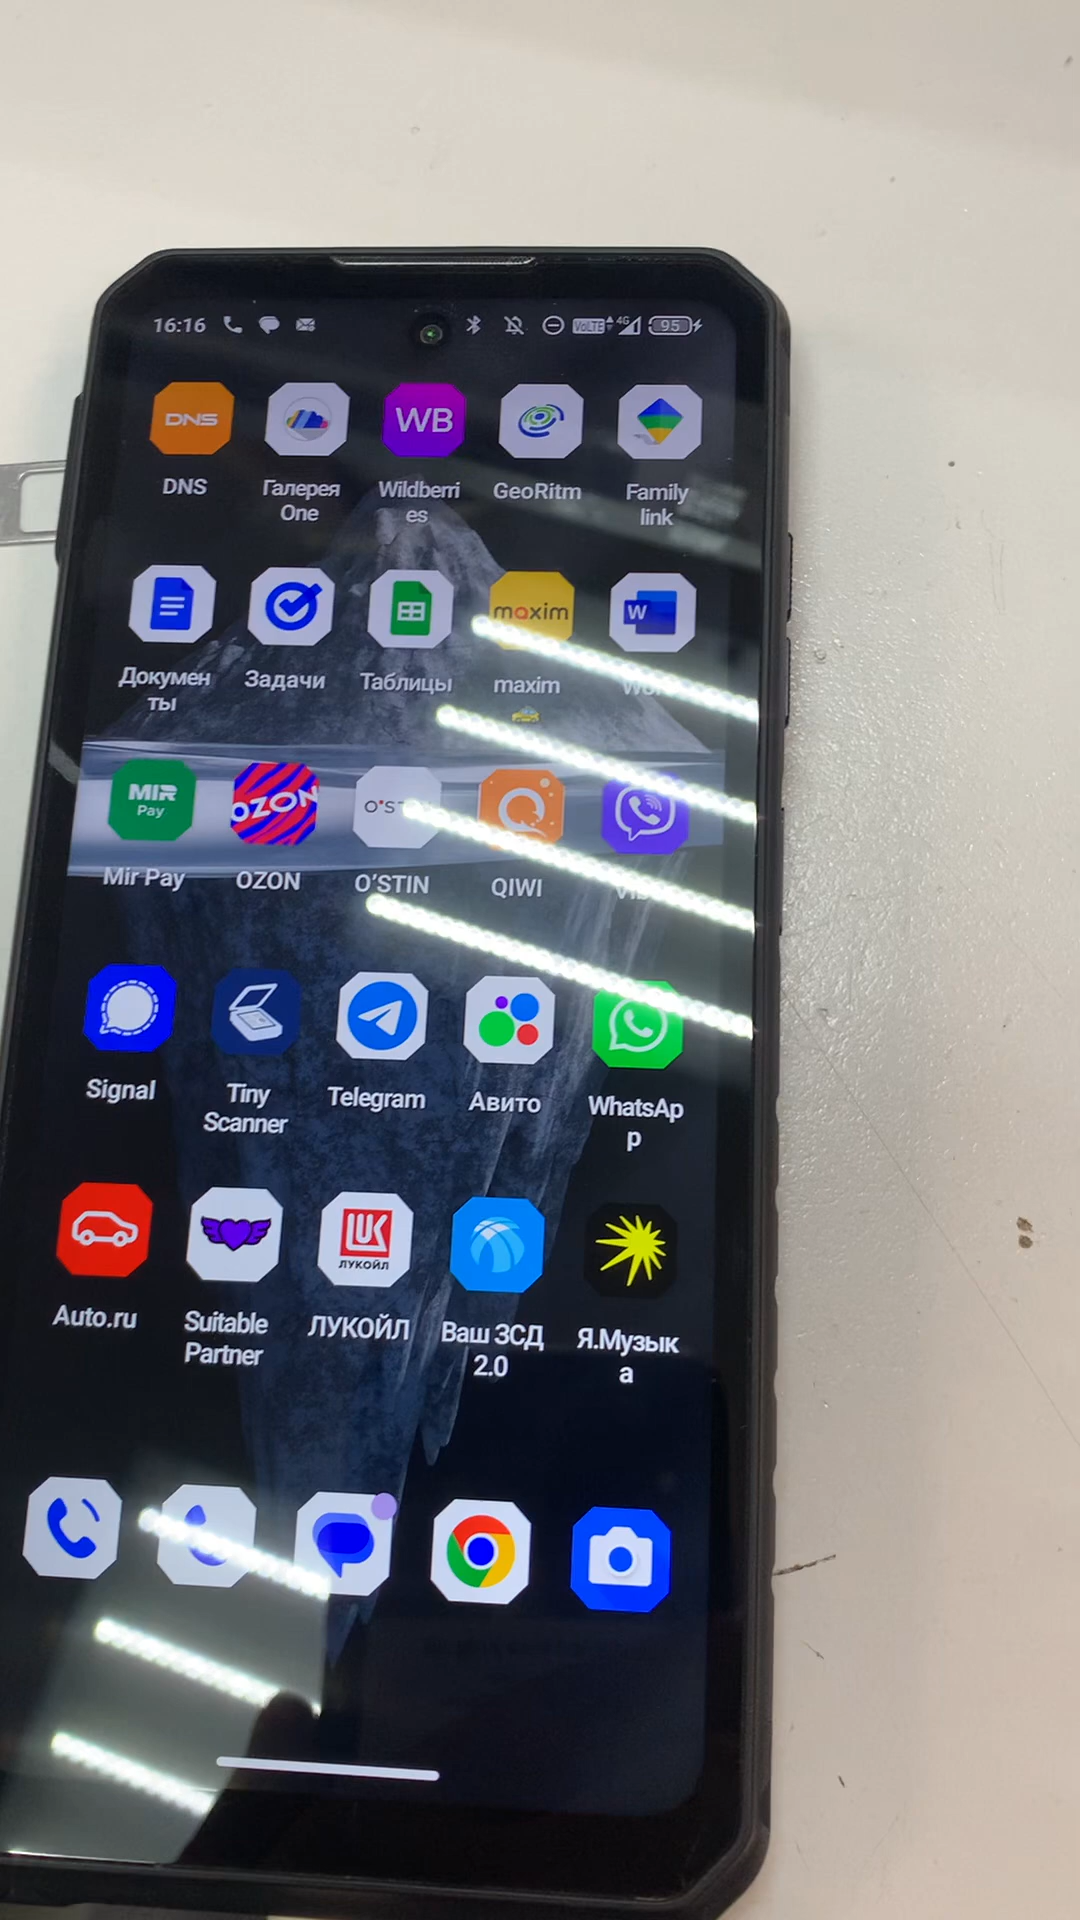 16:16
VoLTE 4G 95
DNS
WB
DNS
Галерея
One
Wildberri
es
GeoRitm
Family
link
maxim
W
Докумен
ты
Задачи
Таблицы
maxim
MIR
Pay
OZON
Mir Pay
OZON
O’STIN
QIWI
Signal
Tiny
Scanner
Telegram
Авито
WhatsAp
p
ЛУКОЙЛ
Auto.ru
Suitable
Partner
ЛУКОЙЛ
Ваш ЗСД
2.0
Я.Музык
а